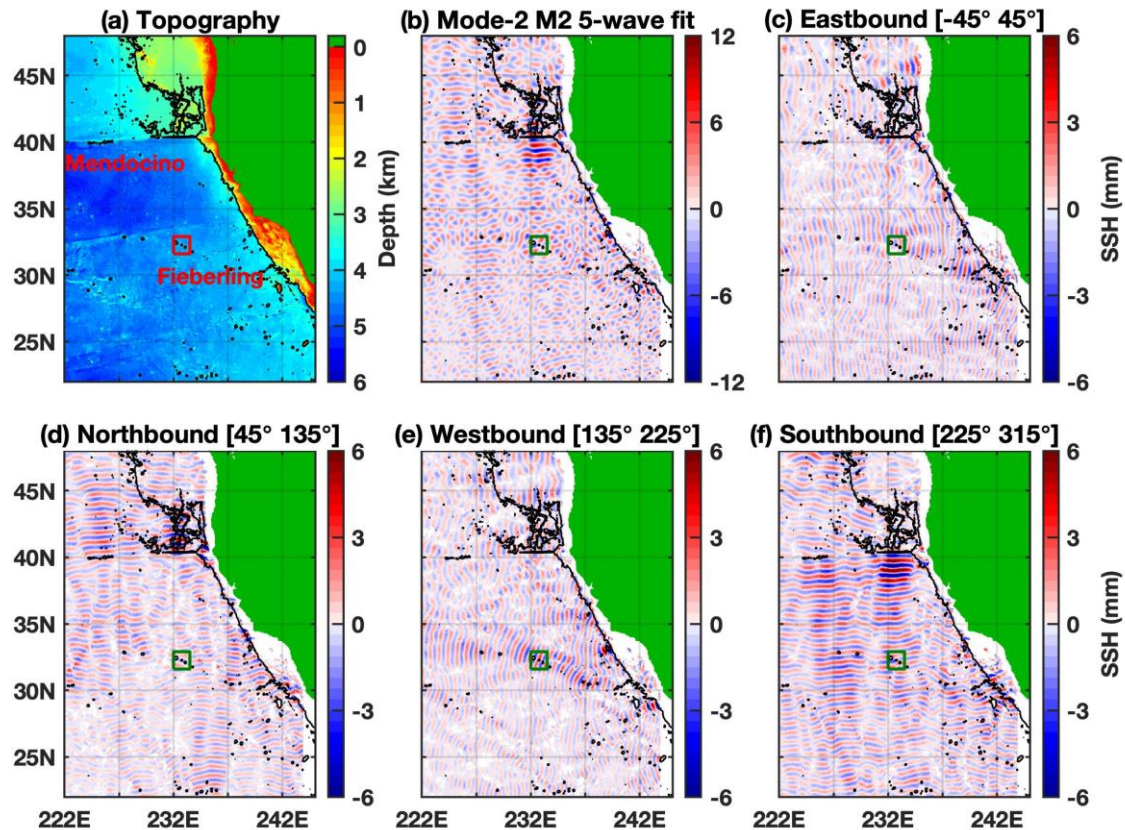 (a) Topography
(b) Mode-2 M2 5-wave fit
(c) Eastbound [-45° 45°]
45N
40N
35N
30N
25N
Mendocino
Fieberling
0
1
2
3
4
5
6
Depth (km)
12
6
0
-6
-12
6
3
0
-3
-6
SSH (mm)
(d) Northbound [45° 135°]
(e) Westbound [135° 225°]
(f) Southbound [225° 315°]
45N
40N
35N
30N
25N
222E
232E
242E
6
3
0
-3
-6
222E
232E
242E
6
3
0
-3
-6
222E
232E
242E
6
3
0
-3
-6
SSH (mm)